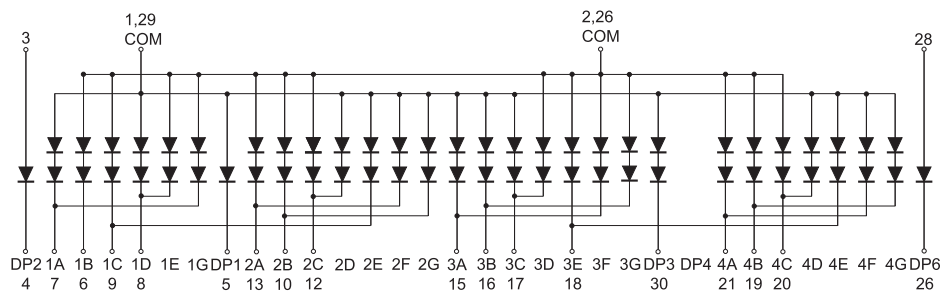 1,29
2,26
3
COM
COM
28
DP2 1A 1B 1C 1D 1E 1G DP1 2A 2B 2C 2D 2E 2F 2G 3A 3B 3C 3D 3E 3F 3G DP3 DP4 4A 4B 4C 4D 4E 4F 4G DP6
4 7 6 9 8 5 13 10 12 15 16 17 18 30 21 19 20 26